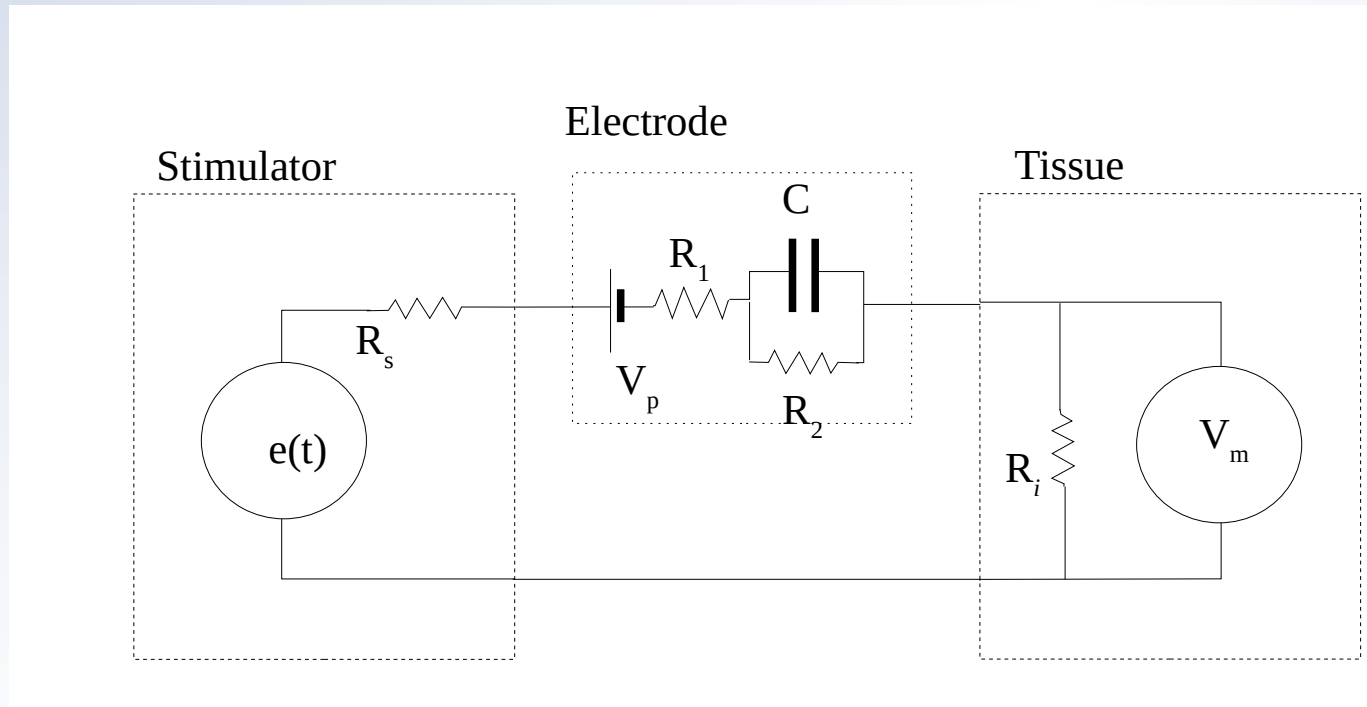 Electrode
Stimulator
Tissue
C
R1
Rs
Vp
R2
e(t)
Vm
Ri